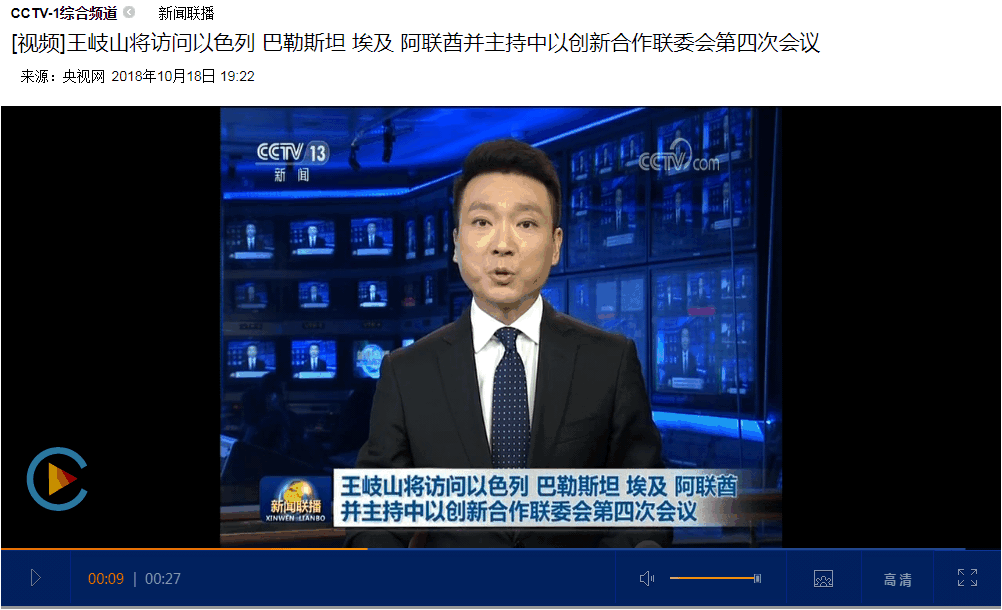 CCTV-1综合频道 新闻联播
[视频]王岐山将访问以色列 巴勒斯坦 埃及 阿联酋并主持中以创新合作联委会第四次会议
来源：央视网 2018年10月18日 19:22
CCTV 13
新 闻
CCTV.com
王岐山将访问以色列 巴勒斯坦 埃及 阿联酋
并主持中以创新合作联委会第四次会议
新闻联播
XINWEN LIANBO
00:09 | 00:27
高清